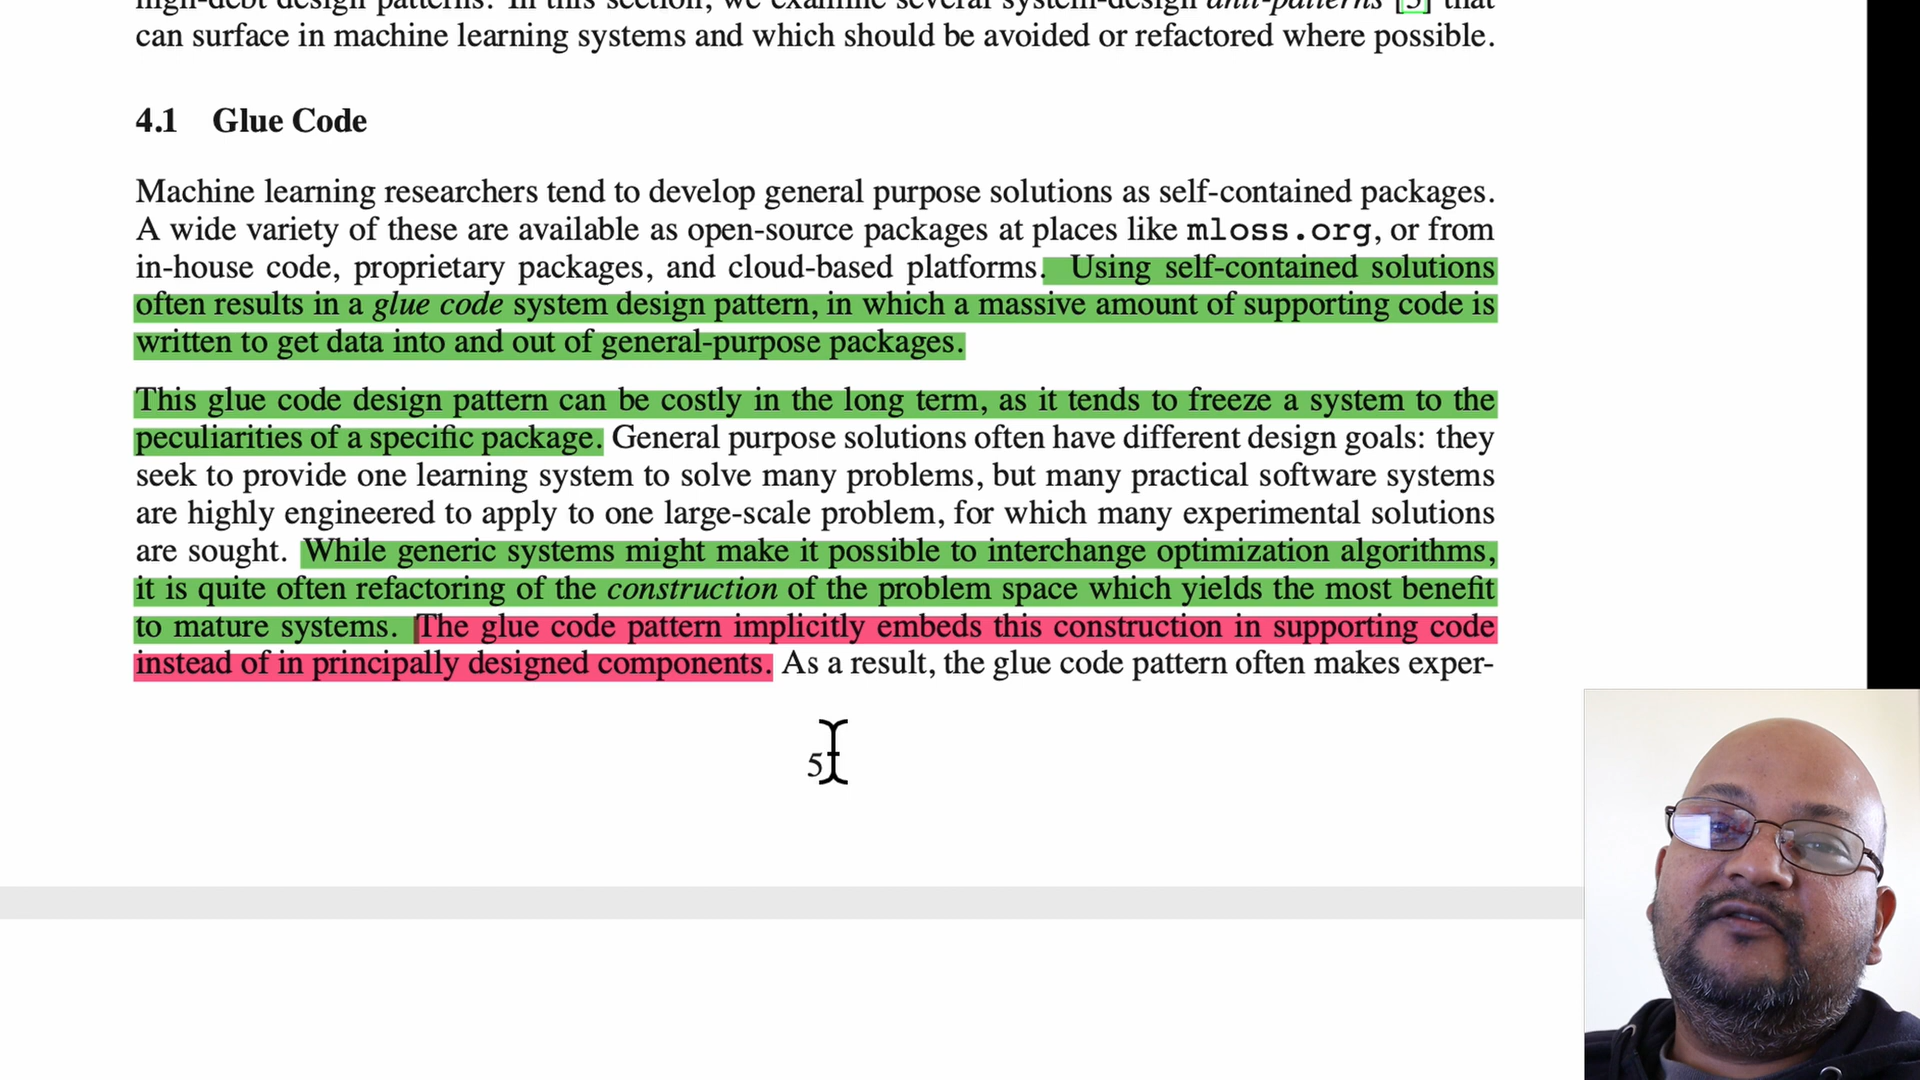 can surface in machine learning systems and which should be avoided or refactored where possible.
4.1 Glue Code
Machine learning researchers tend to develop general purpose solutions as self-contained packages.
A wide variety of these are available as open-source packages at places like mloss.org, or from
in-house code, proprietary packages, and cloud-based platforms. Using self-contained solutions
often results in a glue code system design pattern, in which a massive amount of supporting code is
written to get data into and out of general-purpose packages.
This glue code design pattern can be costly in the long term, as it tends to freeze a system to the
peculiarities of a specific package. General purpose solutions often have different design goals: they
seek to provide one learning system to solve many problems, but many practical software systems
are highly engineered to apply to one large-scale problem, for which many experimental solutions
are sought. While generic systems might make it possible to interchange optimization algorithms,
it is quite often refactoring of the construction of the problem space which yields the most benefit
to mature systems. The glue code pattern implicitly embeds this construction in supporting code
instead of in principally designed components. As a result, the glue code pattern often makes exper-
5